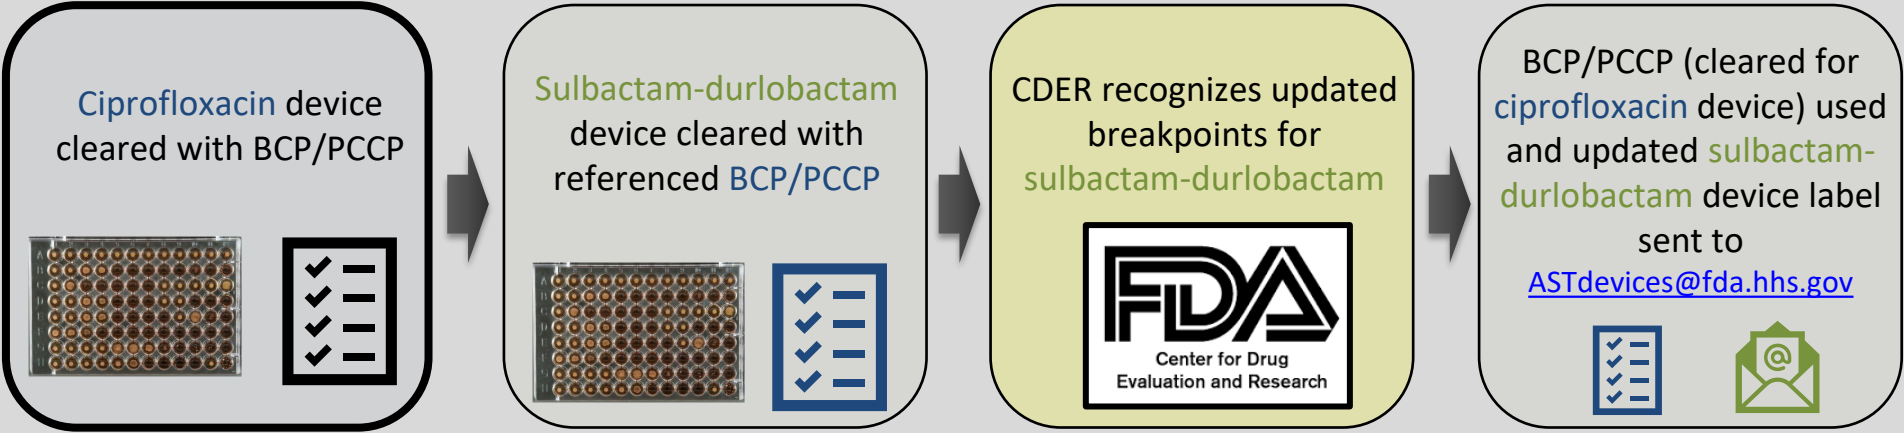 Ciprofloxacin device
cleared with BCP/PCCP
Sulbactam-durlobactam
device cleared with
referenced BCP/PCCP
CDER recognizes updated
breakpoints for
sulbactam-durlobactam
FDA
Center for Drug
Evaluation and Research
BCP/PCCP (cleared for
ciprofloxacin device) used
and updated sulbactam-
durlobactam device label
sent to
ASTdevices@fda.hhs.gov
@